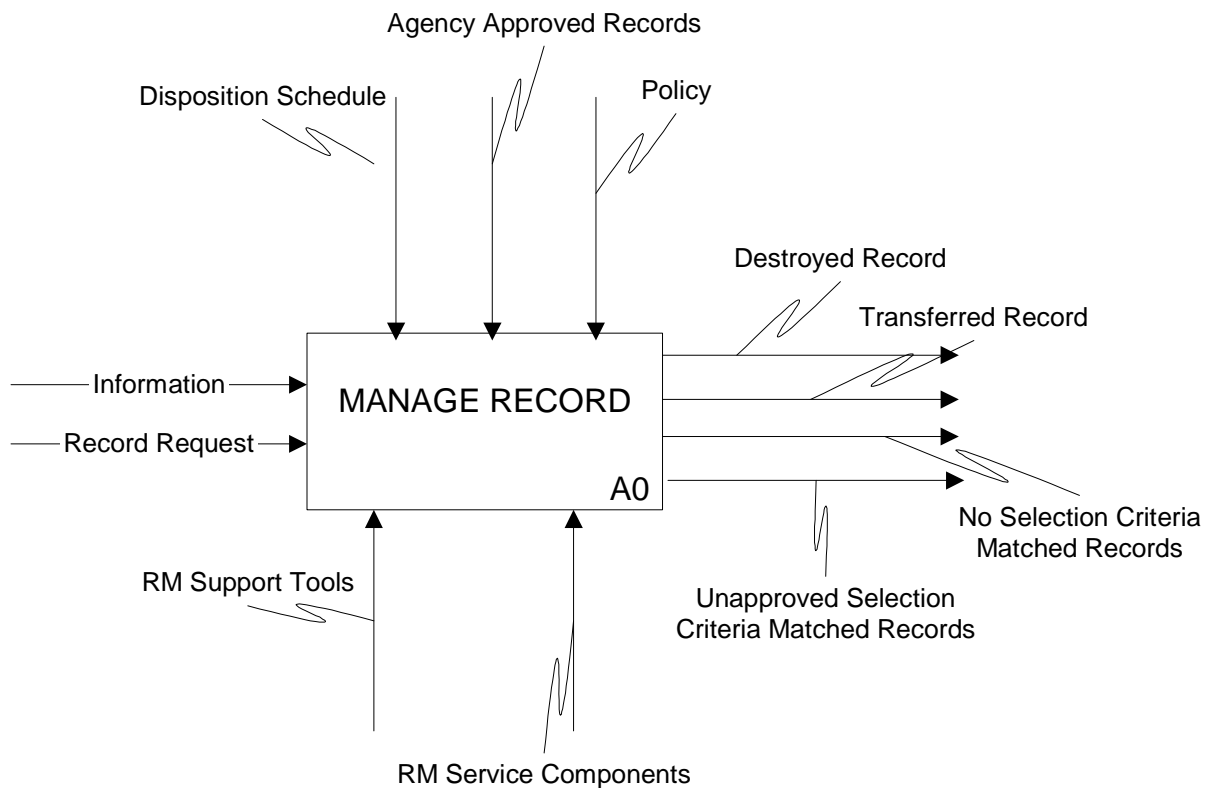 Agency Approved Records
Disposition Schedule
Policy
Destroyed Record
Transferred Record
Information
MANAGE RECORD
Record Request
A0
No Selection Criteria
Matched Records
RM Support Tools
Unapproved Selection
Criteria Matched Records
RM Service Components